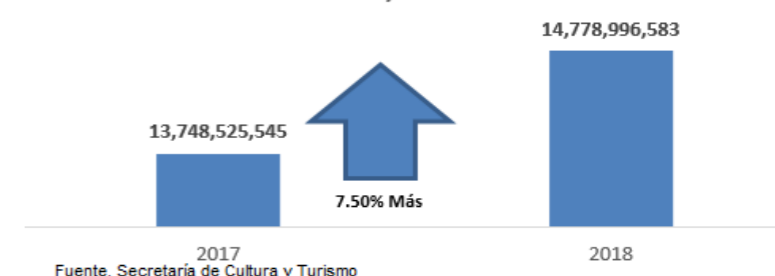 14,778,996,583
13,748,525,545
7.50% Más
2017
2018
Fuente. Secretaría de Cultura y Turismo